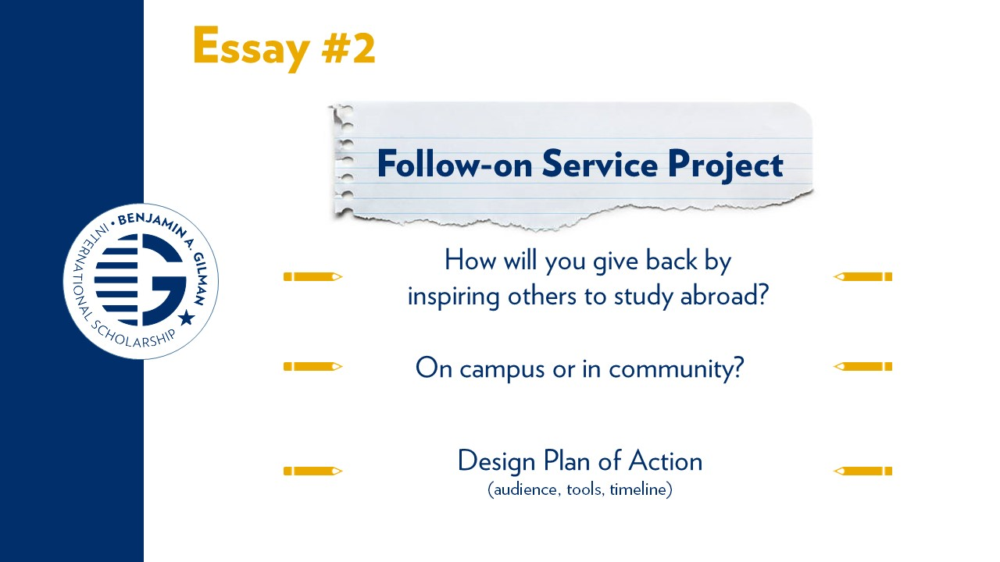 Essay #2
Follow-on Service Project
BENJAMIN A. GILMAN
INTERNATIONAL SCHOLARSHIP
G
How will you give back by
inspiring others to study abroad?
On campus or in community?
Design Plan of Action
(audience, tools, timeline)